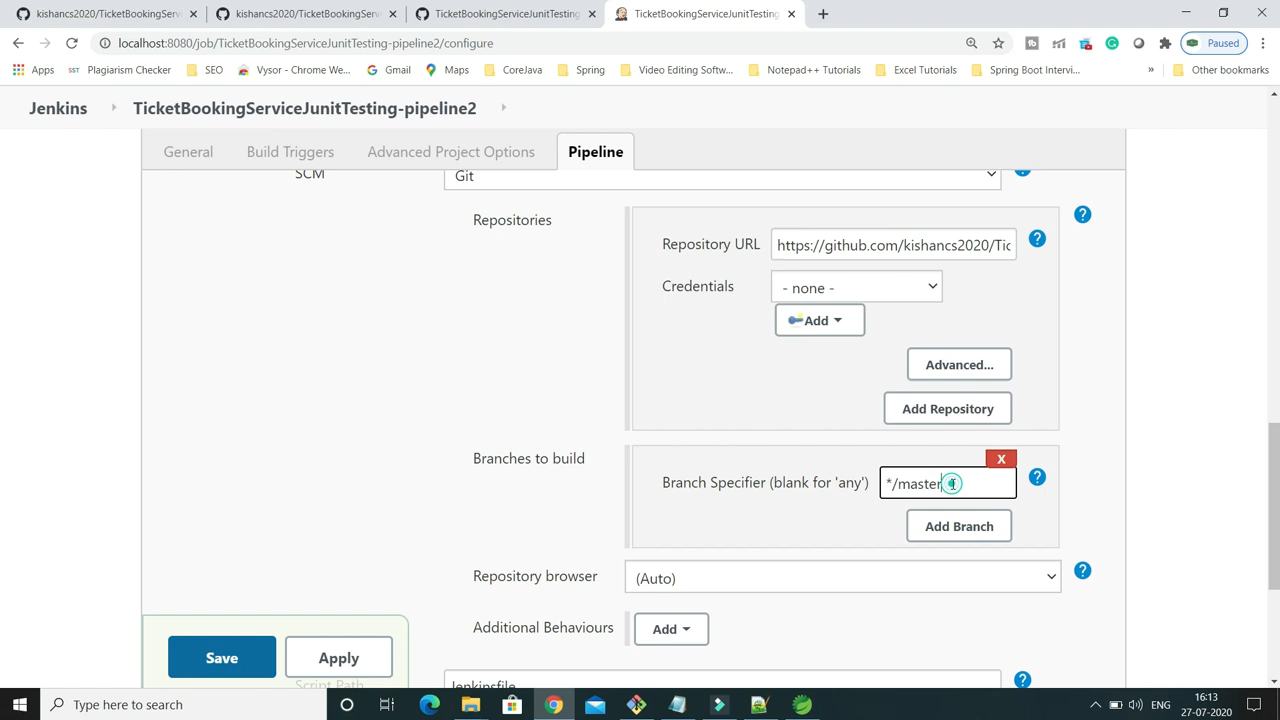 kishancs2020/TicketBookingServ
kishancs2020/TicketBookingServ
TicketBookingServiceJunitTesting
TicketBookingServiceJunitTesting-
localhost:8080/job/TicketBookingServiceJunitTesting-pipeline2/configure
Paused
Apps
SST Plagiarism Checker
SEO
Vysor - Chrome We...
Gmail
Maps
CoreJava
Spring
Video Editing Softw...
Notepad++ Tutorials
Excel Tutorials
Spring Boot Intervi...
»
Other bookmarks
Jenkins
TicketBookingServiceJunitTesting-pipeline2
General
Build Triggers
Advanced Project Options
Pipeline
SCM
Git
?
Repositories
?
Repository URL
https://github.com/kishancs2020/Tic
?
Credentials
- none -
Add
Advanced...
Add Repository
Branches to build
X
Branch Specifier (blank for 'any')
*/master
?
Add Branch
Repository browser
(Auto)
?
Additional Behaviours
Add
Save
Apply
Script Path
Jenkinsfile
?
Type here to search
ENG
16:13
27-07-2020